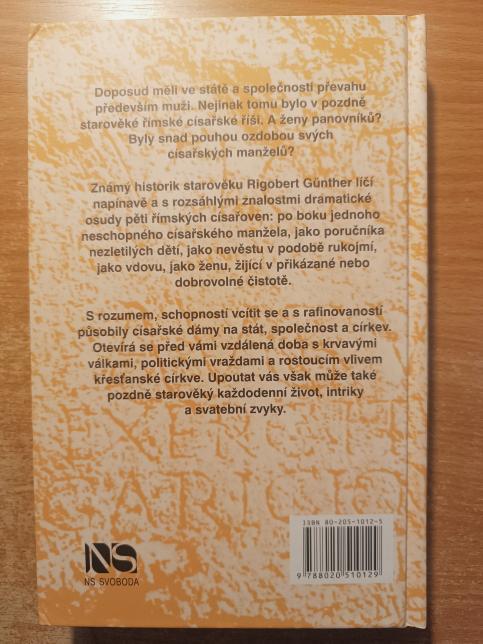 Doposud měli ve státě a společnosti převahu
především muži. Nejinak tomu bylo v pozdně
starověké římské císařské říši. A ženy panovníků?
Byly snad pouhou ozdobou svých
císařských manželů?
Známý historik starověku Rigobert Günther líčí
napínavě a s rozsáhlými znalostmi dramatické
osudy pěti římských císařoven: po boku jednoho
neschopného císařského manžela, jako poručníka
nezletilých dětí, jako nevěstu v podobě rukojmí,
jako vdovu, jako ženu, žijící v přikázané nebo
dobrovolné čistotě.
S rozumem, schopností vcítit se a s rafinovaností
působily císařské dámy na stát, společnost a církev.
Otevírá se před vámi vzdálená doba s krvavými
válkami, politickými vraždami a rostoucím vlivem
křesťanské církve. Upoutat vás však může také
pozdně starověký každodenní život, intriky
a svatební zvyky.
ISBN 80-205-1012-5
9 788020 510129
NS
NS SVOBODA